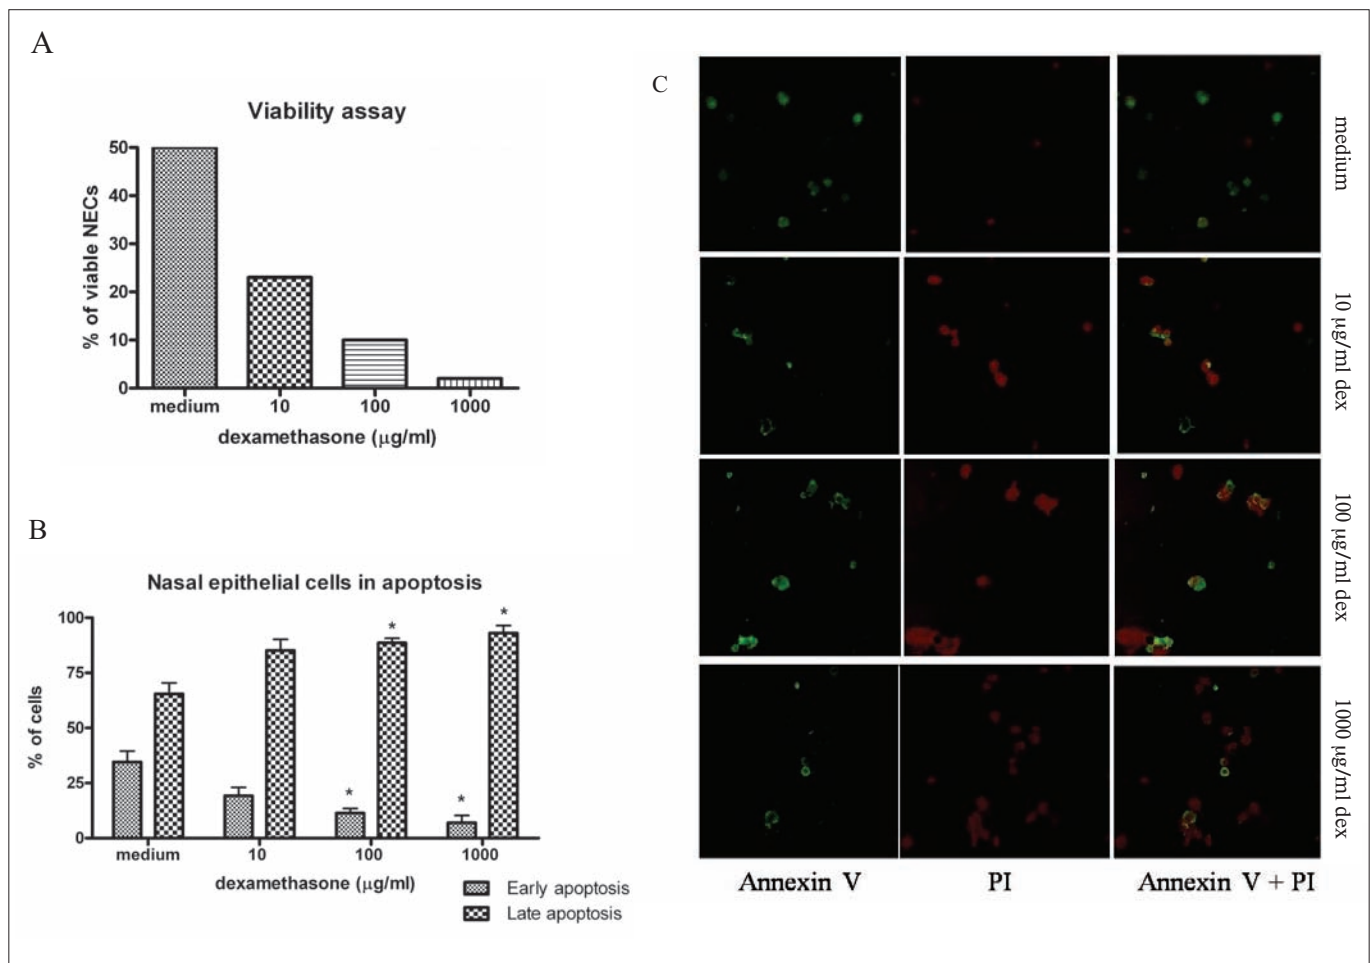 A
Viability assay
% of viable NECs
50
40
30
20
10
0
medium 10 100 1000
dexamethasone (μg/ml)
B
Nasal epithelial cells in apoptosis
% of cells
100
75
50
25
0
* *
* *
medium 10 100 1000
dexamethasone (μg/ml)
Early apoptosis
Late apoptosis
C
medium
10 μg/ml dex
100 μg/ml dex
1000 μg/ml dex
Annexin V PI Annexin V + PI